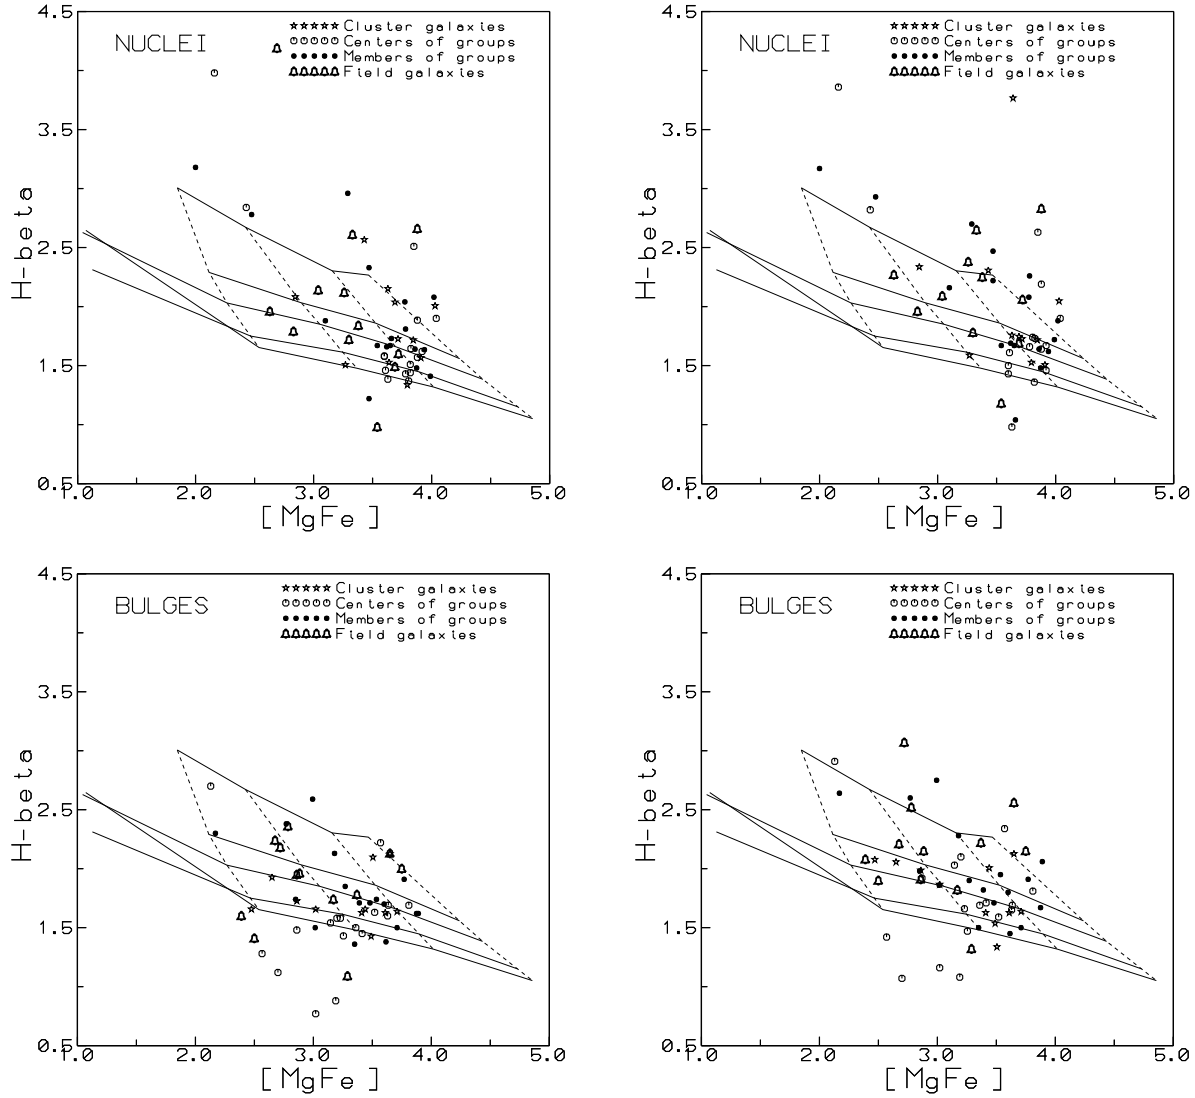 NUCLEI
Cluster galaxies
Centers of groups
Members of groups
Field galaxies
4.5
3.5
2.5
1.5
0.5
H-beta
1.0 2.0 3.0 4.0 5.0
[MgFe]
NUCLEI
Cluster galaxies
Centers of groups
Members of groups
Field galaxies
4.5
3.5
2.5
1.5
0.5
H-beta
1.0 2.0 3.0 4.0 5.0
[MgFe]
BULGES
Cluster galaxies
Centers of groups
Members of groups
Field galaxies
4.5
3.5
2.5
1.5
0.5
H-beta
1.0 2.0 3.0 4.0 5.0
[MgFe]
BULGES
Cluster galaxies
Centers of groups
Members of groups
Field galaxies
4.5
3.5
2.5
1.5
0.5
H-beta
1.0 2.0 3.0 4.0 5.0
[MgFe]